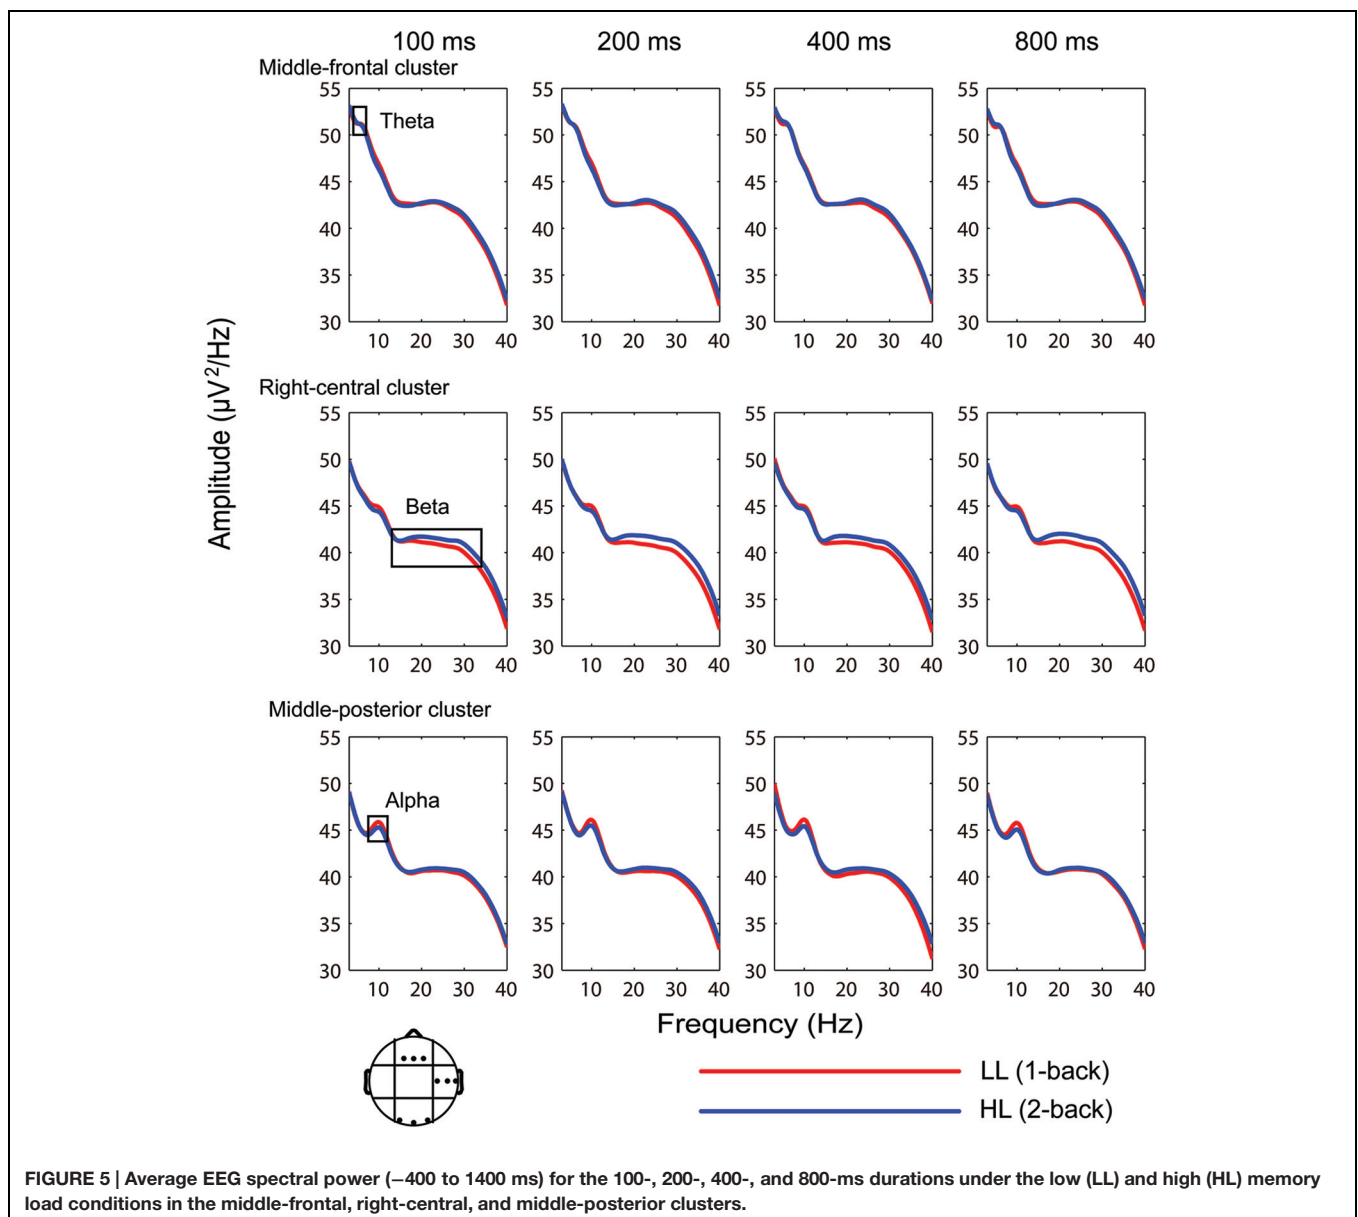 100 ms 200 ms 400 ms 800 ms
Middle-frontal cluster
55 55 55 55
Theta
50 50 50 50
45 45 45 45
40 40 40 40
35 35 35 35
30 30 30 30
10 20 30 40 10 20 30 40 10 20 30 40 10 20 30 40
Amplitude (µV²/Hz)
Right-central cluster
55 55 55 55
50 50 50 50
45 45 45 45
Beta
40 40 40 40
35 35 35 35
30 30 30 30
10 20 30 40 10 20 30 40 10 20 30 40 10 20 30 40
Middle-posterior cluster
55 55 55 55
50 50 50 50
Alpha
45 45 45 45
40 40 40 40
35 35 35 35
30 30 30 30
10 20 30 40 10 20 30 40 10 20 30 40 10 20 30 40
Frequency (Hz)
LL (1-back)
HL (2-back)
FIGURE 5 | Average EEG spectral power (−400 to 1400 ms) for the 100-, 200-, 400-, and 800-ms durations under the low (LL) and high (HL) memory
load conditions in the middle-frontal, right-central, and middle-posterior clusters.